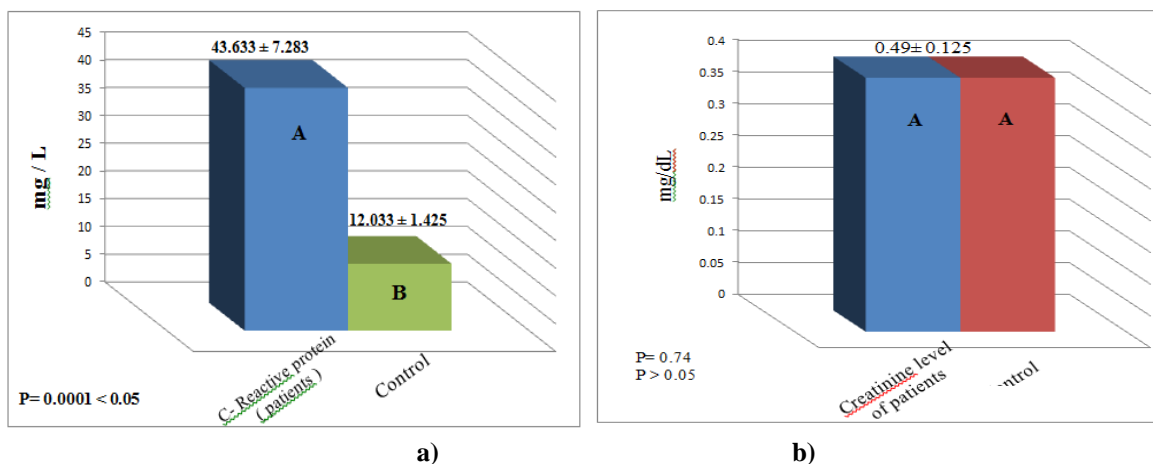 45
40
35
30
25
20
15
10
5
0
mg / L
43.633 ± 7.283
A
12.033 ± 1.425
B
C- Reactive protein
( patients )
Control
P= 0.0001 < 0.05
a)
0.4
0.35
0.3
0.25
0.2
0.15
0.1
0.05
0
mg/dL
0.49± 0.125
A
A
Creatinine level
of patients
P= 0.74
P > 0.05
b)